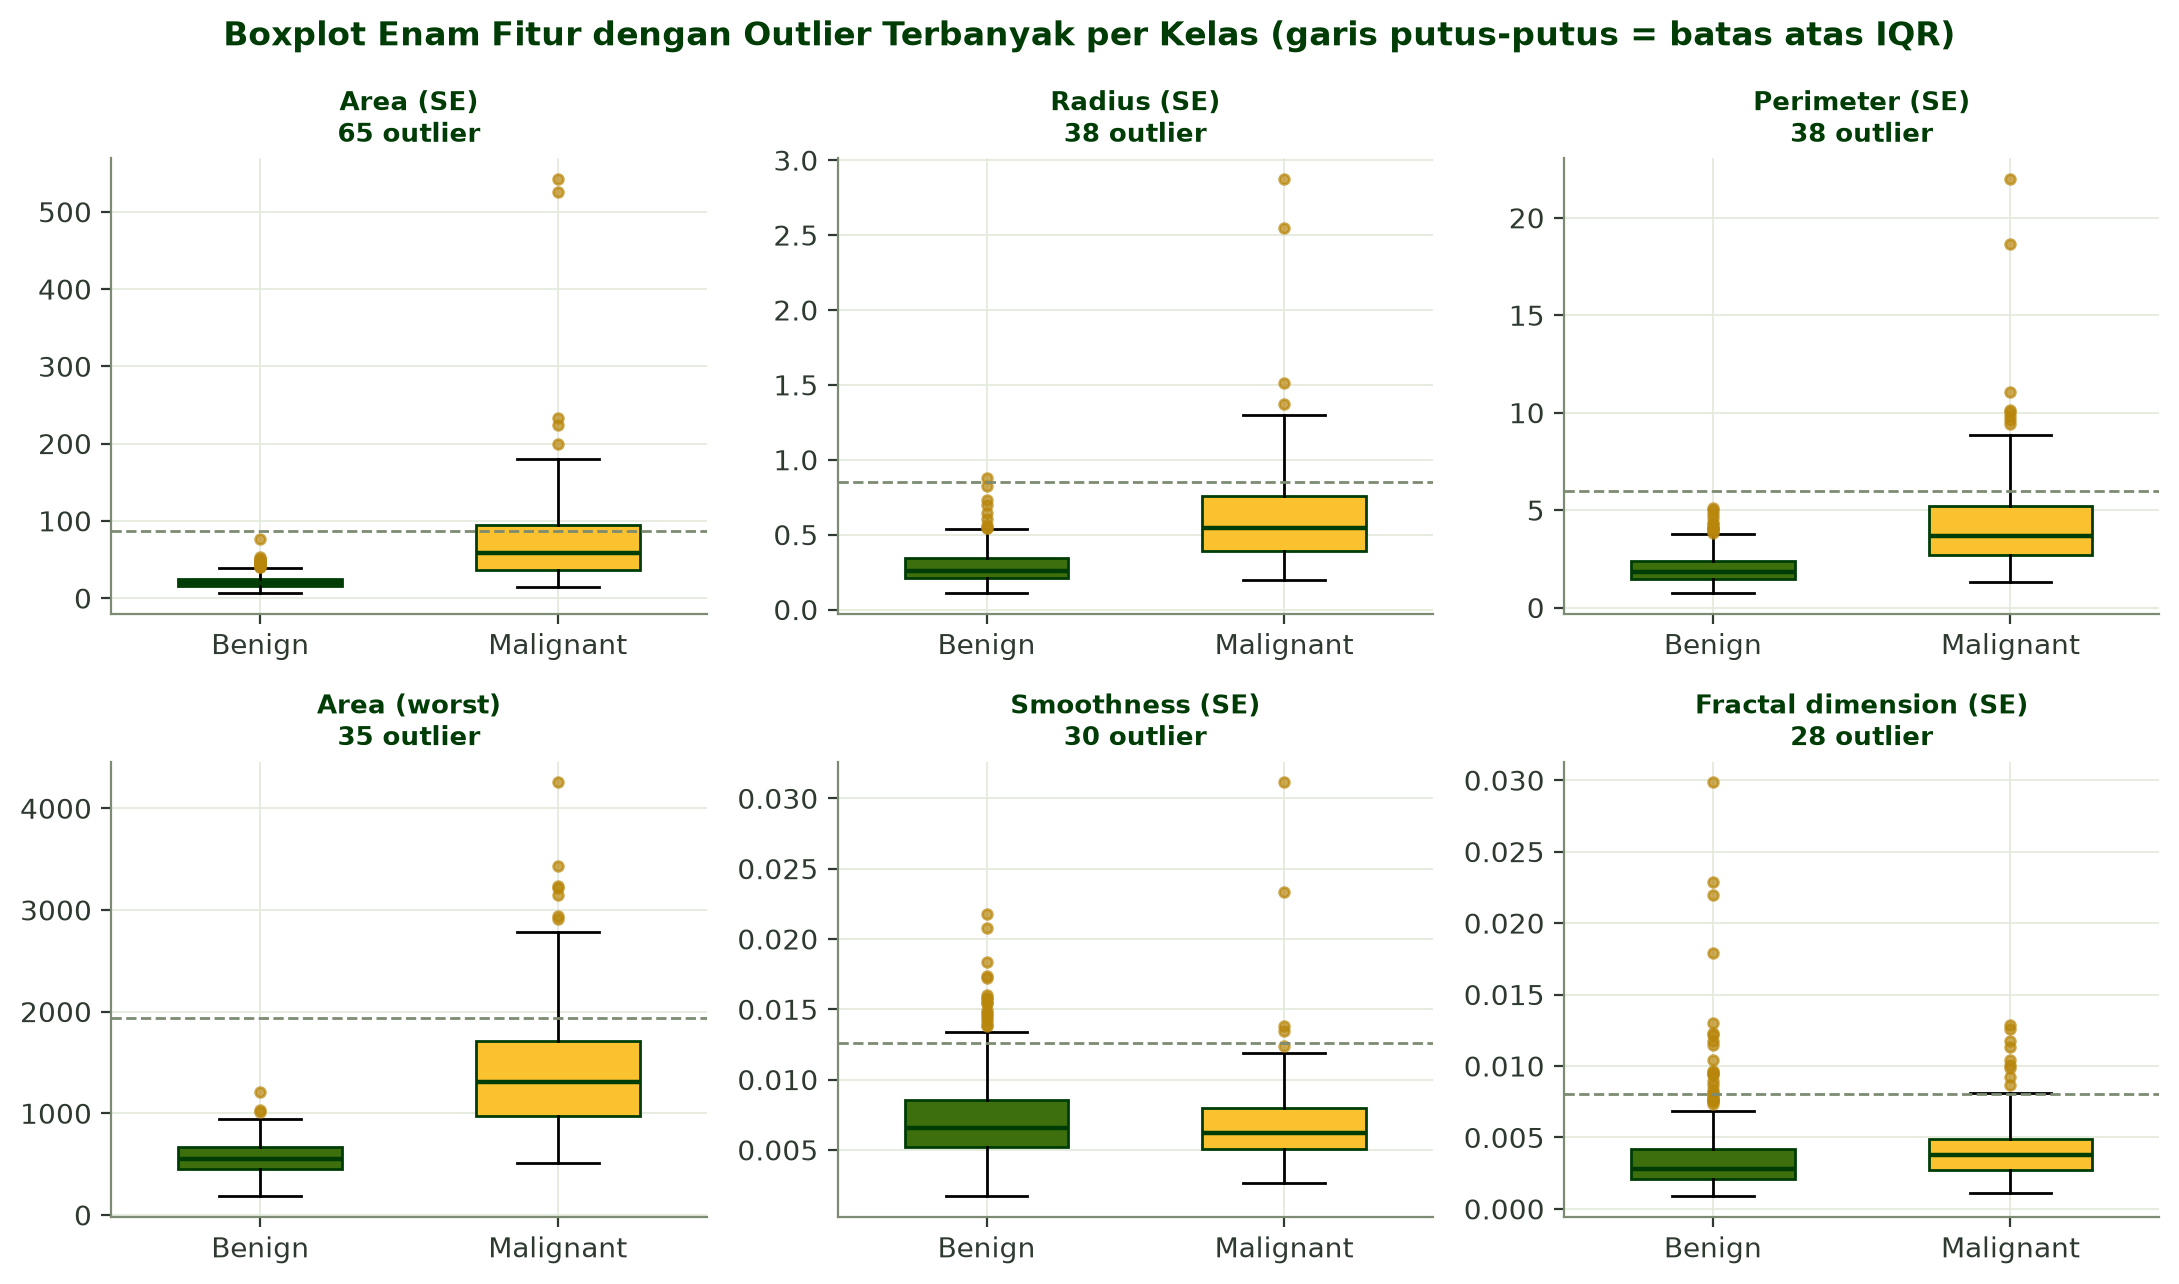 Boxplot Enam Fitur dengan Outlier Terbanyak per Kelas (garis putus-putus = batas atas IQR)
Area (SE)
65 outlier
500
400
300
200
100
0
Benign
Malignant
Radius (SE)
38 outlier
3.0
2.5
2.0
1.5
1.0
0.5
0.0
Benign
Malignant
Perimeter (SE)
38 outlier
20
15
10
5
0
Benign
Malignant
Area (worst)
35 outlier
4000
3000
2000
1000
0
Benign
Malignant
Smoothness (SE)
30 outlier
0.030
0.025
0.020
0.015
0.010
0.005
Benign
Malignant
Fractal dimension (SE)
28 outlier
0.030
0.025
0.020
0.015
0.010
0.005
0.000
Benign
Malignant